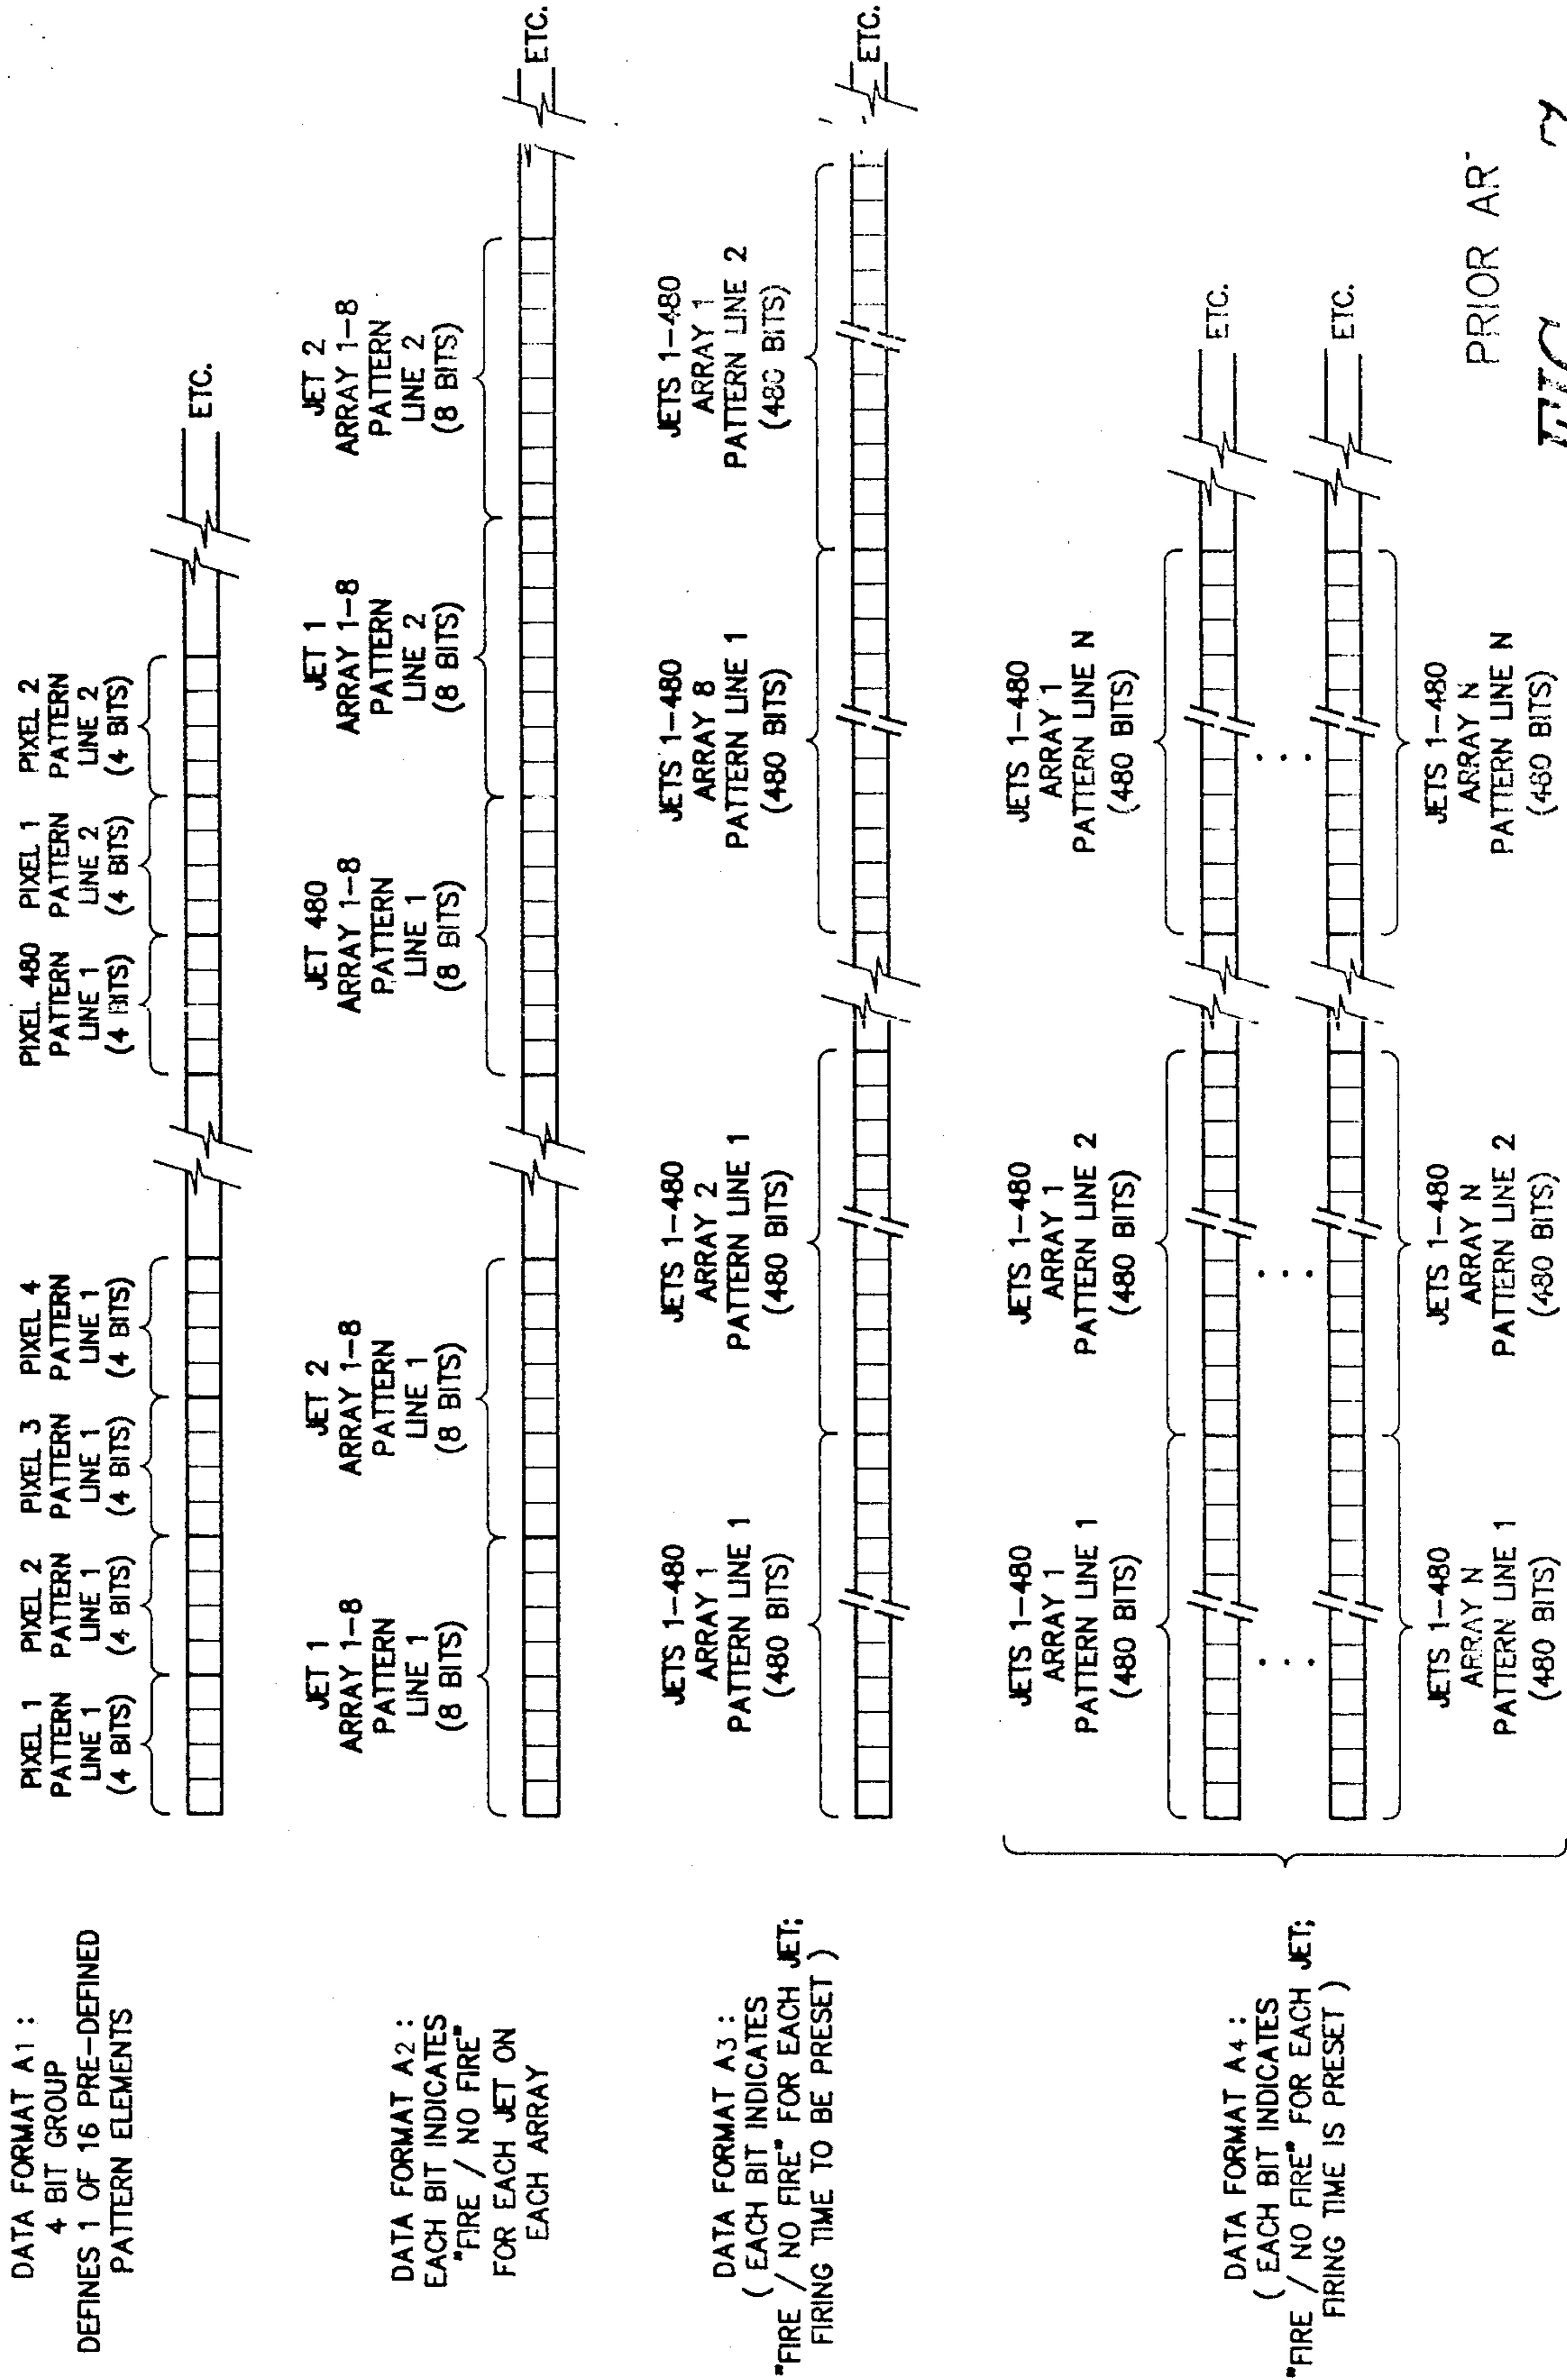 DATA FORMAT A1 :
4 BIT GROUP
DEFINES 1 OF 16 PRE-DEFINED
PATTERN ELEMENTS
PIXEL 1
PATTERN
LINE 1
(4 BITS)
PIXEL 2
PATTERN
LINE 1
(4 BITS)
PIXEL 3
PATTERN
LINE 1
(4 BITS)
PIXEL 4
PATTERN
LINE 1
(4 BITS)
PIXEL 480
PATTERN
LINE 1
(4 BITS)
PIXEL 1
PATTERN
LINE 2
(4 BITS)
PIXEL 2
PATTERN
LINE 2
(4 BITS)
ETC.
DATA FORMAT A2 :
EACH BIT INDICATES
"FIRE / NO FIRE"
FOR EACH JET ON
EACH ARRAY
JET 1
ARRAY 1-8
PATTERN
LINE 1
(8 BITS)
JET 2
ARRAY 1-8
PATTERN
LINE 1
(8 BITS)
JET 480
ARRAY 1-8
PATTERN
LINE 1
(8 BITS)
JET 1
ARRAY 1-8
PATTERN
LINE 2
(8 BITS)
JET 2
ARRAY 1-8
PATTERN
LINE 2
(8 BITS)
ETC.
DATA FORMAT A3 :
( EACH BIT INDICATES
"FIRE / NO FIRE" FOR EACH JET;
FIRING TIME TO BE PRESET )
JETS 1-480
ARRAY 1
PATTERN LINE 1
(480 BITS)
JETS 1-480
ARRAY 2
PATTERN LINE 1
(480 BITS)
JETS 1-480
ARRAY 8
PATTERN LINE 1
(480 BITS)
JETS 1-480
ARRAY 1
PATTERN LINE 2
(480 BITS)
ETC.
DATA FORMAT A4 :
( EACH BIT INDICATES
"FIRE / NO FIRE" FOR EACH JET;
FIRING TIME IS PRESET )
JETS 1-480
ARRAY 1
PATTERN LINE 1
(480 BITS)
JETS 1-480
ARRAY 1
PATTERN LINE 2
(480 BITS)
JETS 1-480
ARRAY 1
PATTERN LINE N
(480 BITS)
ETC.
ETC.
JETS 1-480
ARRAY N
PATTERN LINE 1
(480 BITS)
JETS 1-480
ARRAY N
PATTERN LINE 2
(480 BITS)
JETS 1-480
ARRAY N
PATTERN LINE N
(480 BITS)
PRIOR